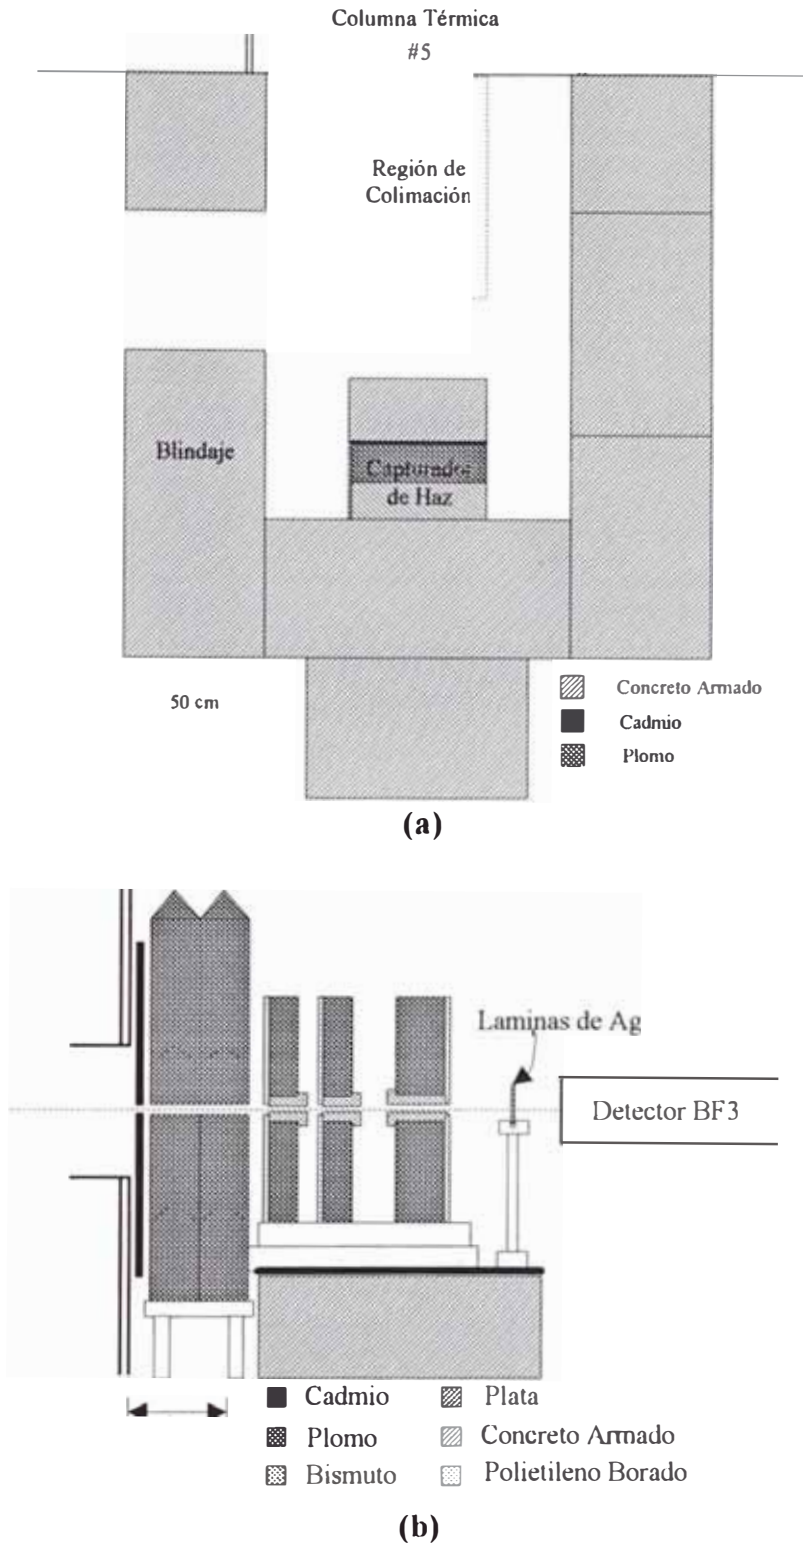 Columna Térmica
#5
Región de
Colimación
Blindaje
Capturador
de Haz
50 cm
Concreto Armado
Cadmio
Plomo
(a)
Laminas de Ag
Detector BF3
Cadmio
Plata
Plomo
Concreto Armado
Bismuto
Polietileno Borado
(b)